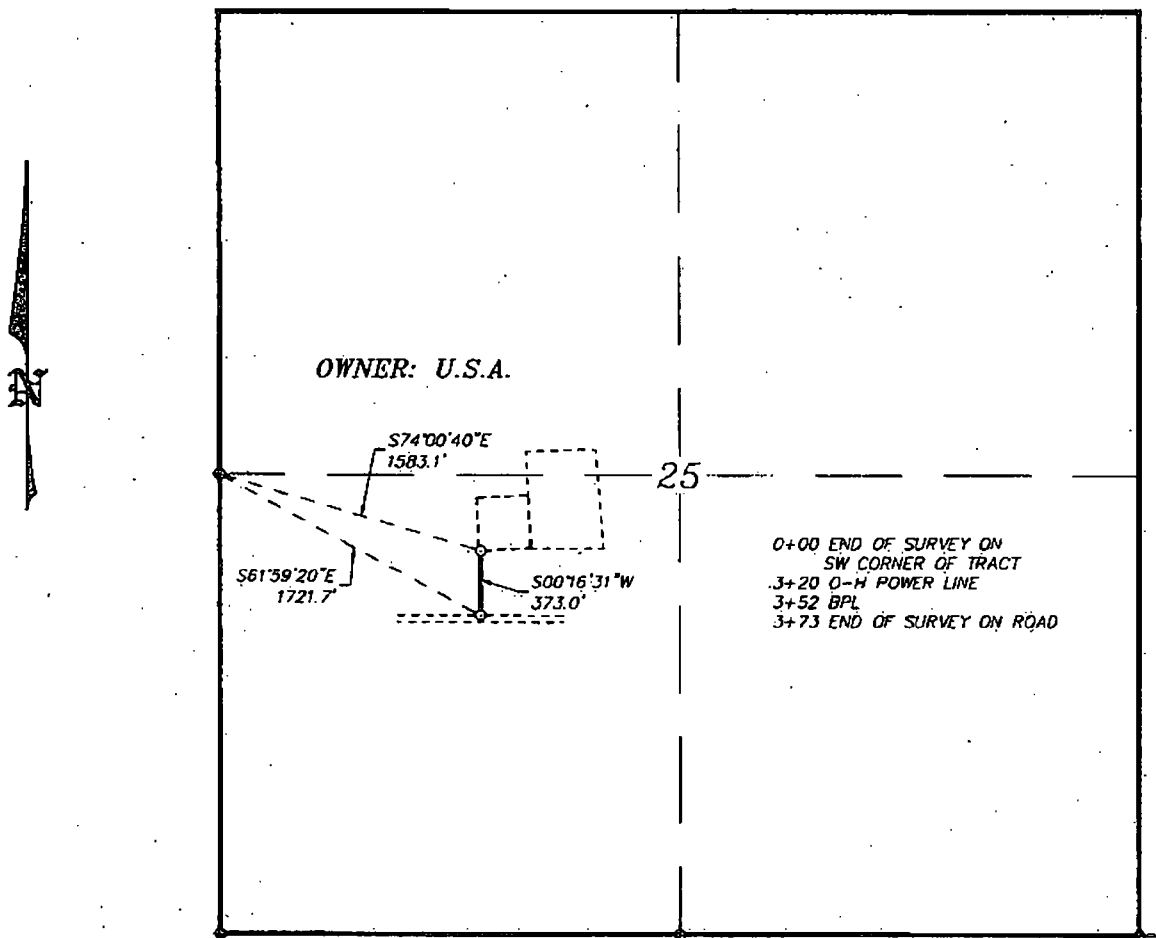 OWNER: U.S.A.
S74°00'40"E
1583.1'
25
S61°59'20"E
1721.7'
S00°16'31"W
373.0'
0+00 END OF SURVEY ON
SW CORNER OF TRACT
3+20 O-H POWER LINE
3+52 BPL
3+73 END OF SURVEY ON ROAD
N